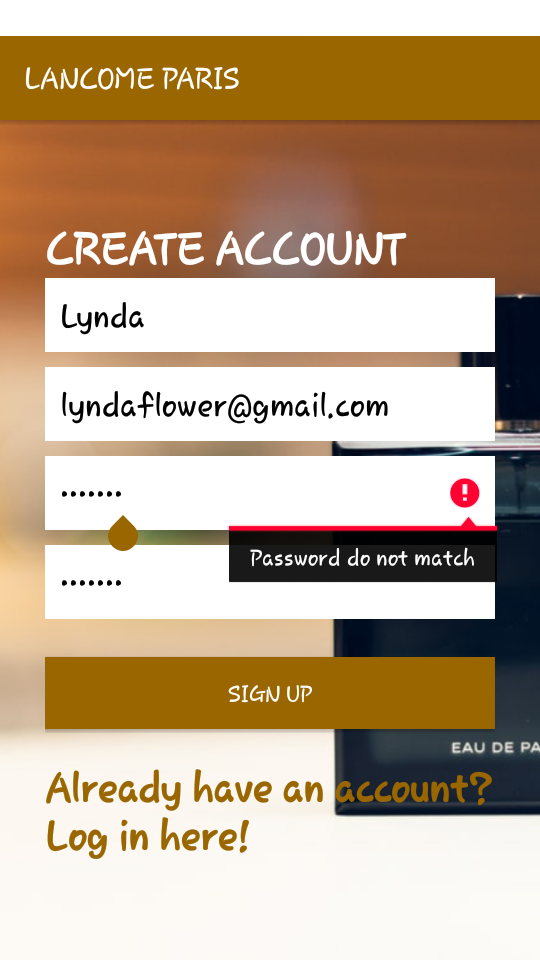 LANCOME PARIS
CREATE ACCOUNT
Lynda
lyndaflower@gmail.com
•••••••
Password do not match
•••••••
SIGN UP
EAU DE PA
Already have an account?
Log in here!